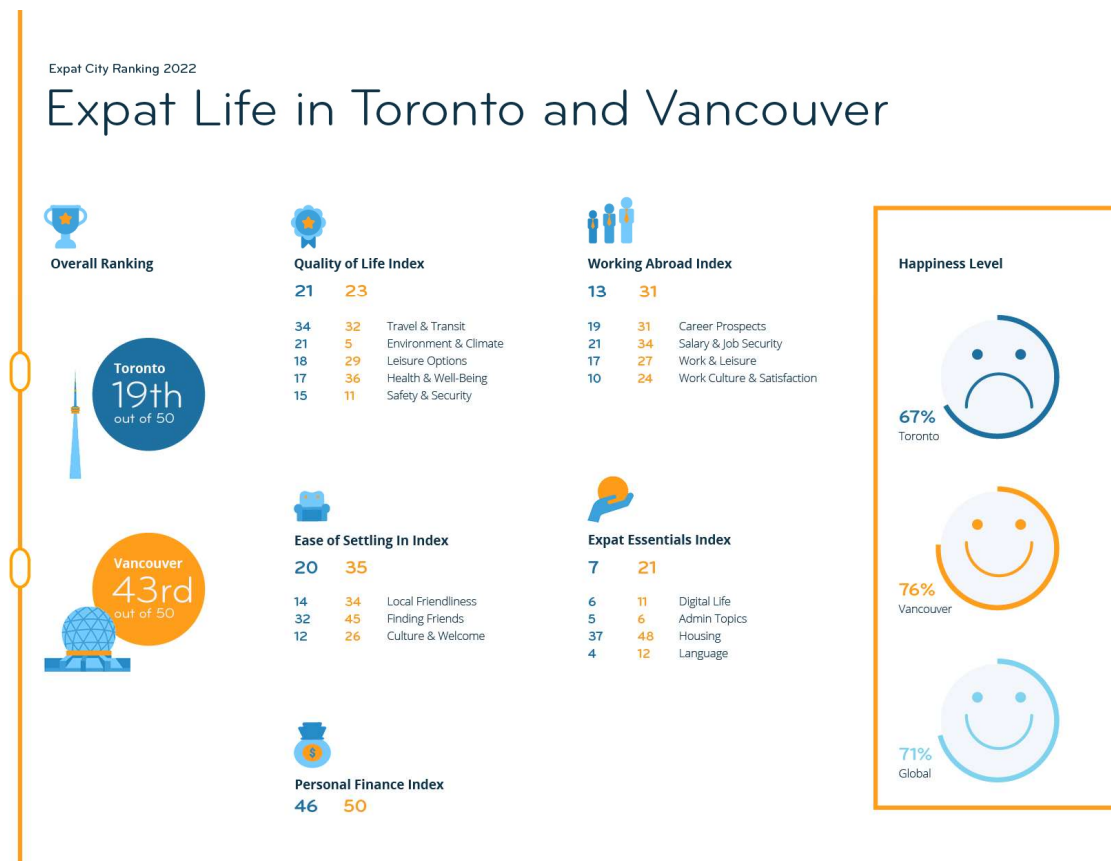 Expat City Ranking 2022
Expat Life in Toronto and Vancouver
Overall Ranking
Toronto
19th
out of 50
Vancouver
43rd
out of 50
Quality of Life Index
21 23
34 32 Travel & Transit
21 5 Environment & Climate
18 29 Leisure Options
17 36 Health & Well-Being
15 11 Safety & Security
Working Abroad Index
13 31
19 31 Career Prospects
21 34 Salary & Job Security
17 27 Work & Leisure
10 24 Work Culture & Satisfaction
Ease of Settling In Index
20 35
14 34 Local Friendliness
32 45 Finding Friends
12 26 Culture & Welcome
Expat Essentials Index
7 21
6 11 Digital Life
5 6 Admin Topics
37 48 Housing
4 12 Language
$
Personal Finance Index
46 50
Happiness Level
67%
Toronto
76%
Vancouver
71%
Global